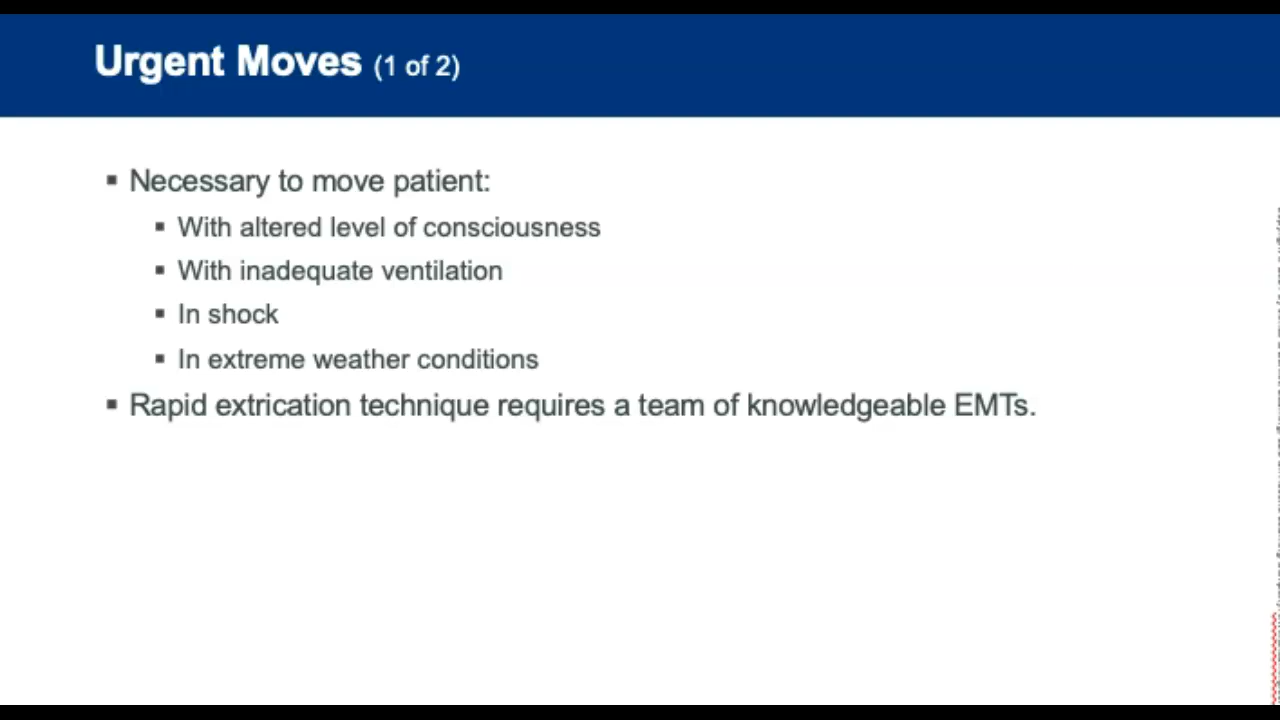 Urgent Moves (1 of 2)
▪ Necessary to move patient:
▪ With altered level of consciousness
▪ With inadequate ventilation
▪ In shock
▪ In extreme weather conditions
▪ Rapid extrication technique requires a team of knowledgeable EMTs.